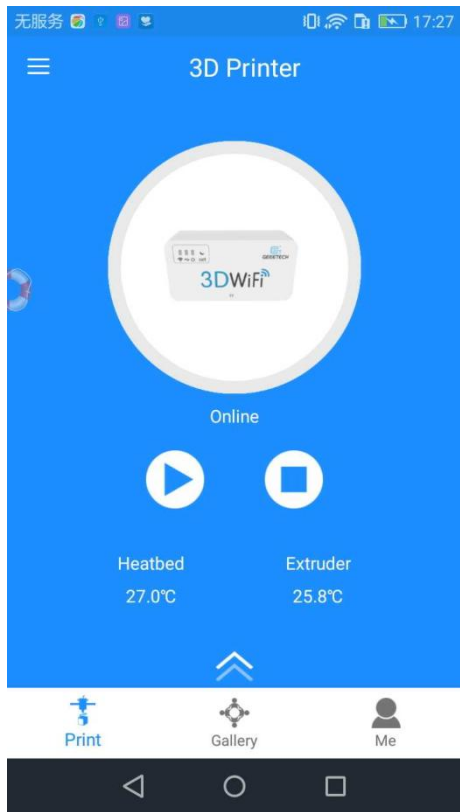 无服务 17:27
3D Printer
GEEETECH
3DWiFi
Online
Heatbed Extruder
27.0℃ 25.8℃
Print Gallery Me